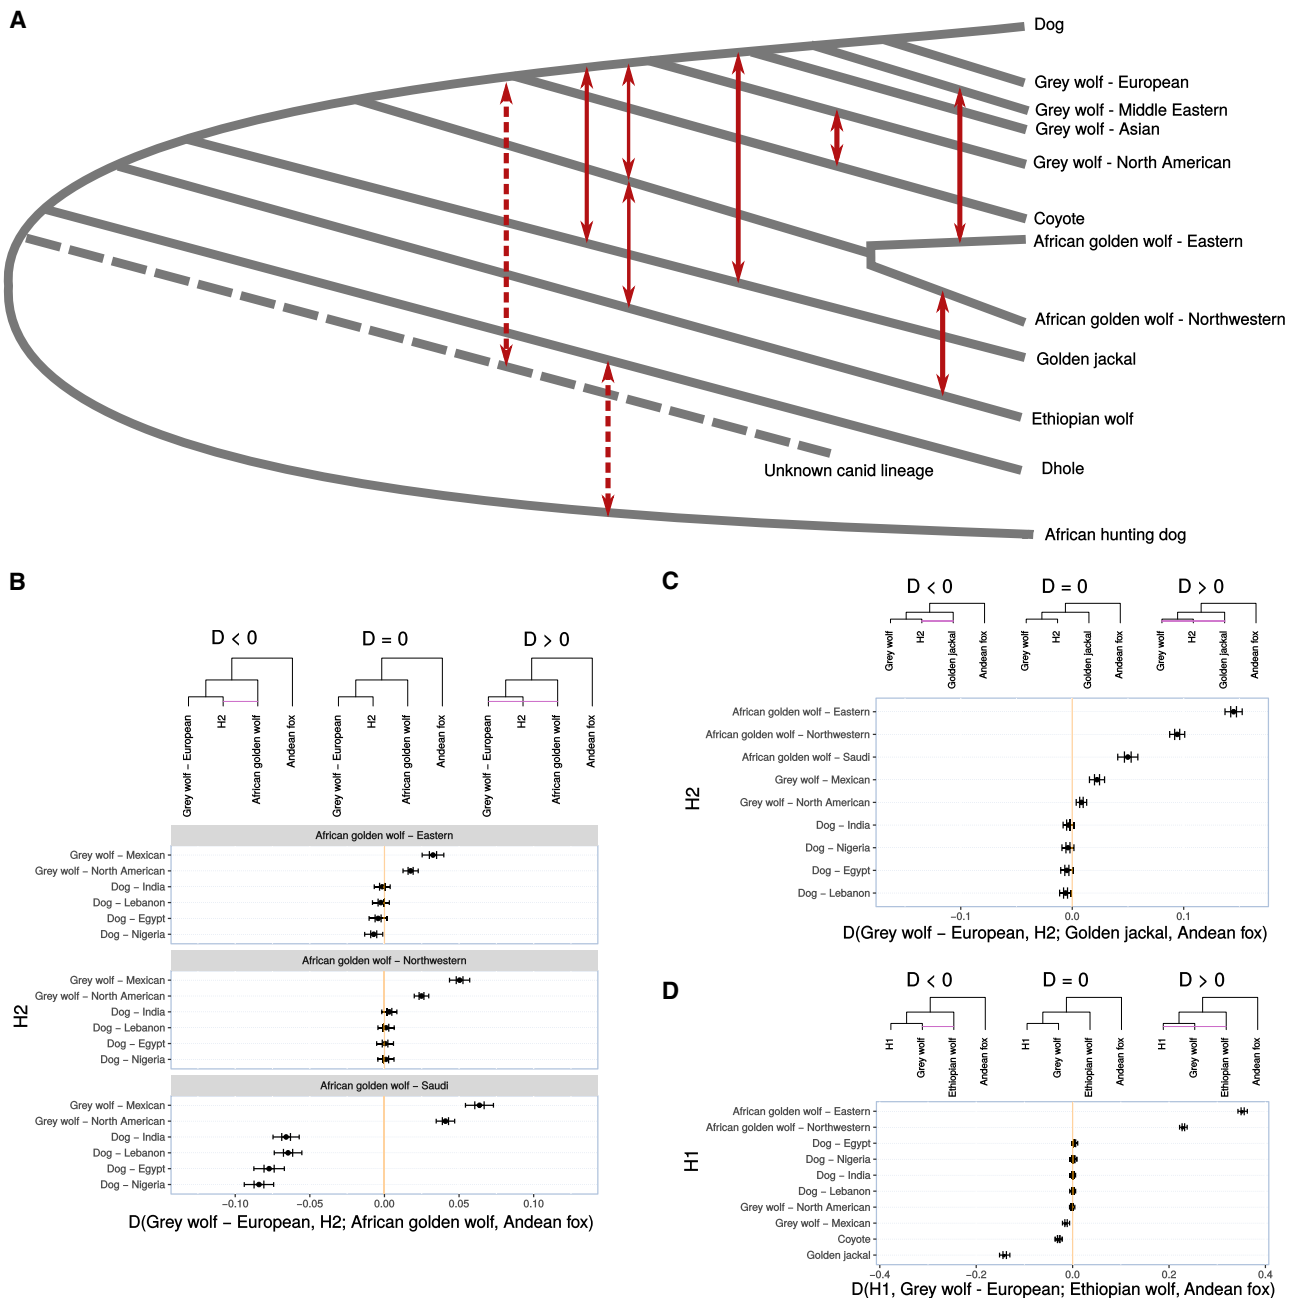 A
Dog
Grey wolf - European
Grey wolf - Middle Eastern
Grey wolf - Asian
Grey wolf - North American
Coyote
African golden wolf - Eastern
African golden wolf - Northwestern
Golden jackal
Ethiopian wolf
Dhole
Unknown canid lineage
African hunting dog
B
D < 0
D = 0
D > 0
Grey wolf – European
H2
African golden wolf
Andean fox
Grey wolf – European
H2
African golden wolf
Andean fox
Grey wolf – European
H2
African golden wolf
Andean fox
H2
African golden wolf – Eastern
Grey wolf – Mexican
Grey wolf – North American
Dog – India
Dog – Lebanon
Dog – Egypt
Dog – Nigeria
African golden wolf – Northwestern
Grey wolf – Mexican
Grey wolf – North American
Dog – India
Dog – Lebanon
Dog – Egypt
Dog – Nigeria
African golden wolf – Saudi
Grey wolf – Mexican
Grey wolf – North American
Dog – India
Dog – Lebanon
Dog – Egypt
Dog – Nigeria
−0.10 −0.05 0.00 0.05 0.10
D(Grey wolf – European, H2; African golden wolf, Andean fox)
C
D < 0
D = 0
D > 0
Grey wolf
H2
Golden jackal
Andean fox
Grey wolf
H2
Golden jackal
Andean fox
Grey wolf
H2
Golden jackal
Andean fox
H2
African golden wolf – Eastern
African golden wolf – Northwestern
African golden wolf – Saudi
Grey wolf – Mexican
Grey wolf – North American
Dog – India
Dog – Nigeria
Dog – Egypt
Dog – Lebanon
−0.1 0.0 0.1
D(Grey wolf – European, H2; Golden jackal, Andean fox)
D
D < 0
D = 0
D > 0
H1
Grey wolf
Ethiopian wolf
Andean fox
H1
Grey wolf
Ethiopian wolf
Andean fox
H1
Grey wolf
Ethiopian wolf
Andean fox
H1
African golden wolf – Eastern
African golden wolf – Northwestern
Dog – Egypt
Dog – Nigeria
Dog – India
Dog – Lebanon
Grey wolf – North American
Grey wolf – Mexican
Coyote
Golden jackal
−0.4 −0.2 0.0 0.2 0.4
D(H1, Grey wolf - European; Ethiopian wolf, Andean fox)